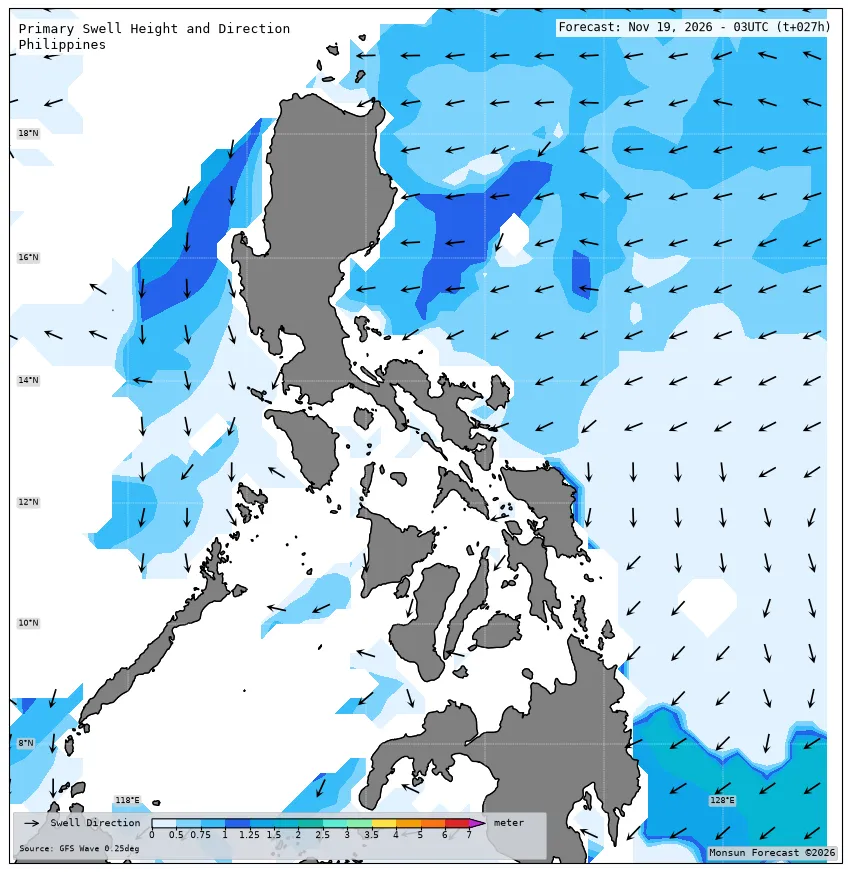 Primary Swell Height and Direction
Philippines
Forecast: Nov 19, 2026 - 03UTC (t+027h)
18°N
16°N
14°N
12°N
10°N
8°N
118°E
128°E
Swell Direction
0 0.5 0.75 1 1.25 1.5 2 2.5 3 3.5 4 5 6 7
meter
Source: GFS Wave 0.25deg
Monsun Forecast ©2026